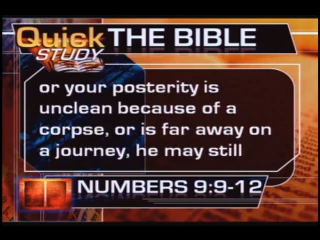 Quick STUDY THE BIBLE
or your posterity is
unclean because of a
corpse, or is far away on
a journey, he may still
NUMBERS 9:9-12